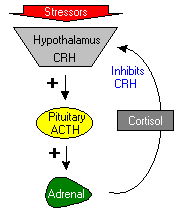 Stressors
Hypothalamus
CRH
+
Inhibits
CRH
Pituitary
ACTH
Cortisol
+
Adrenal